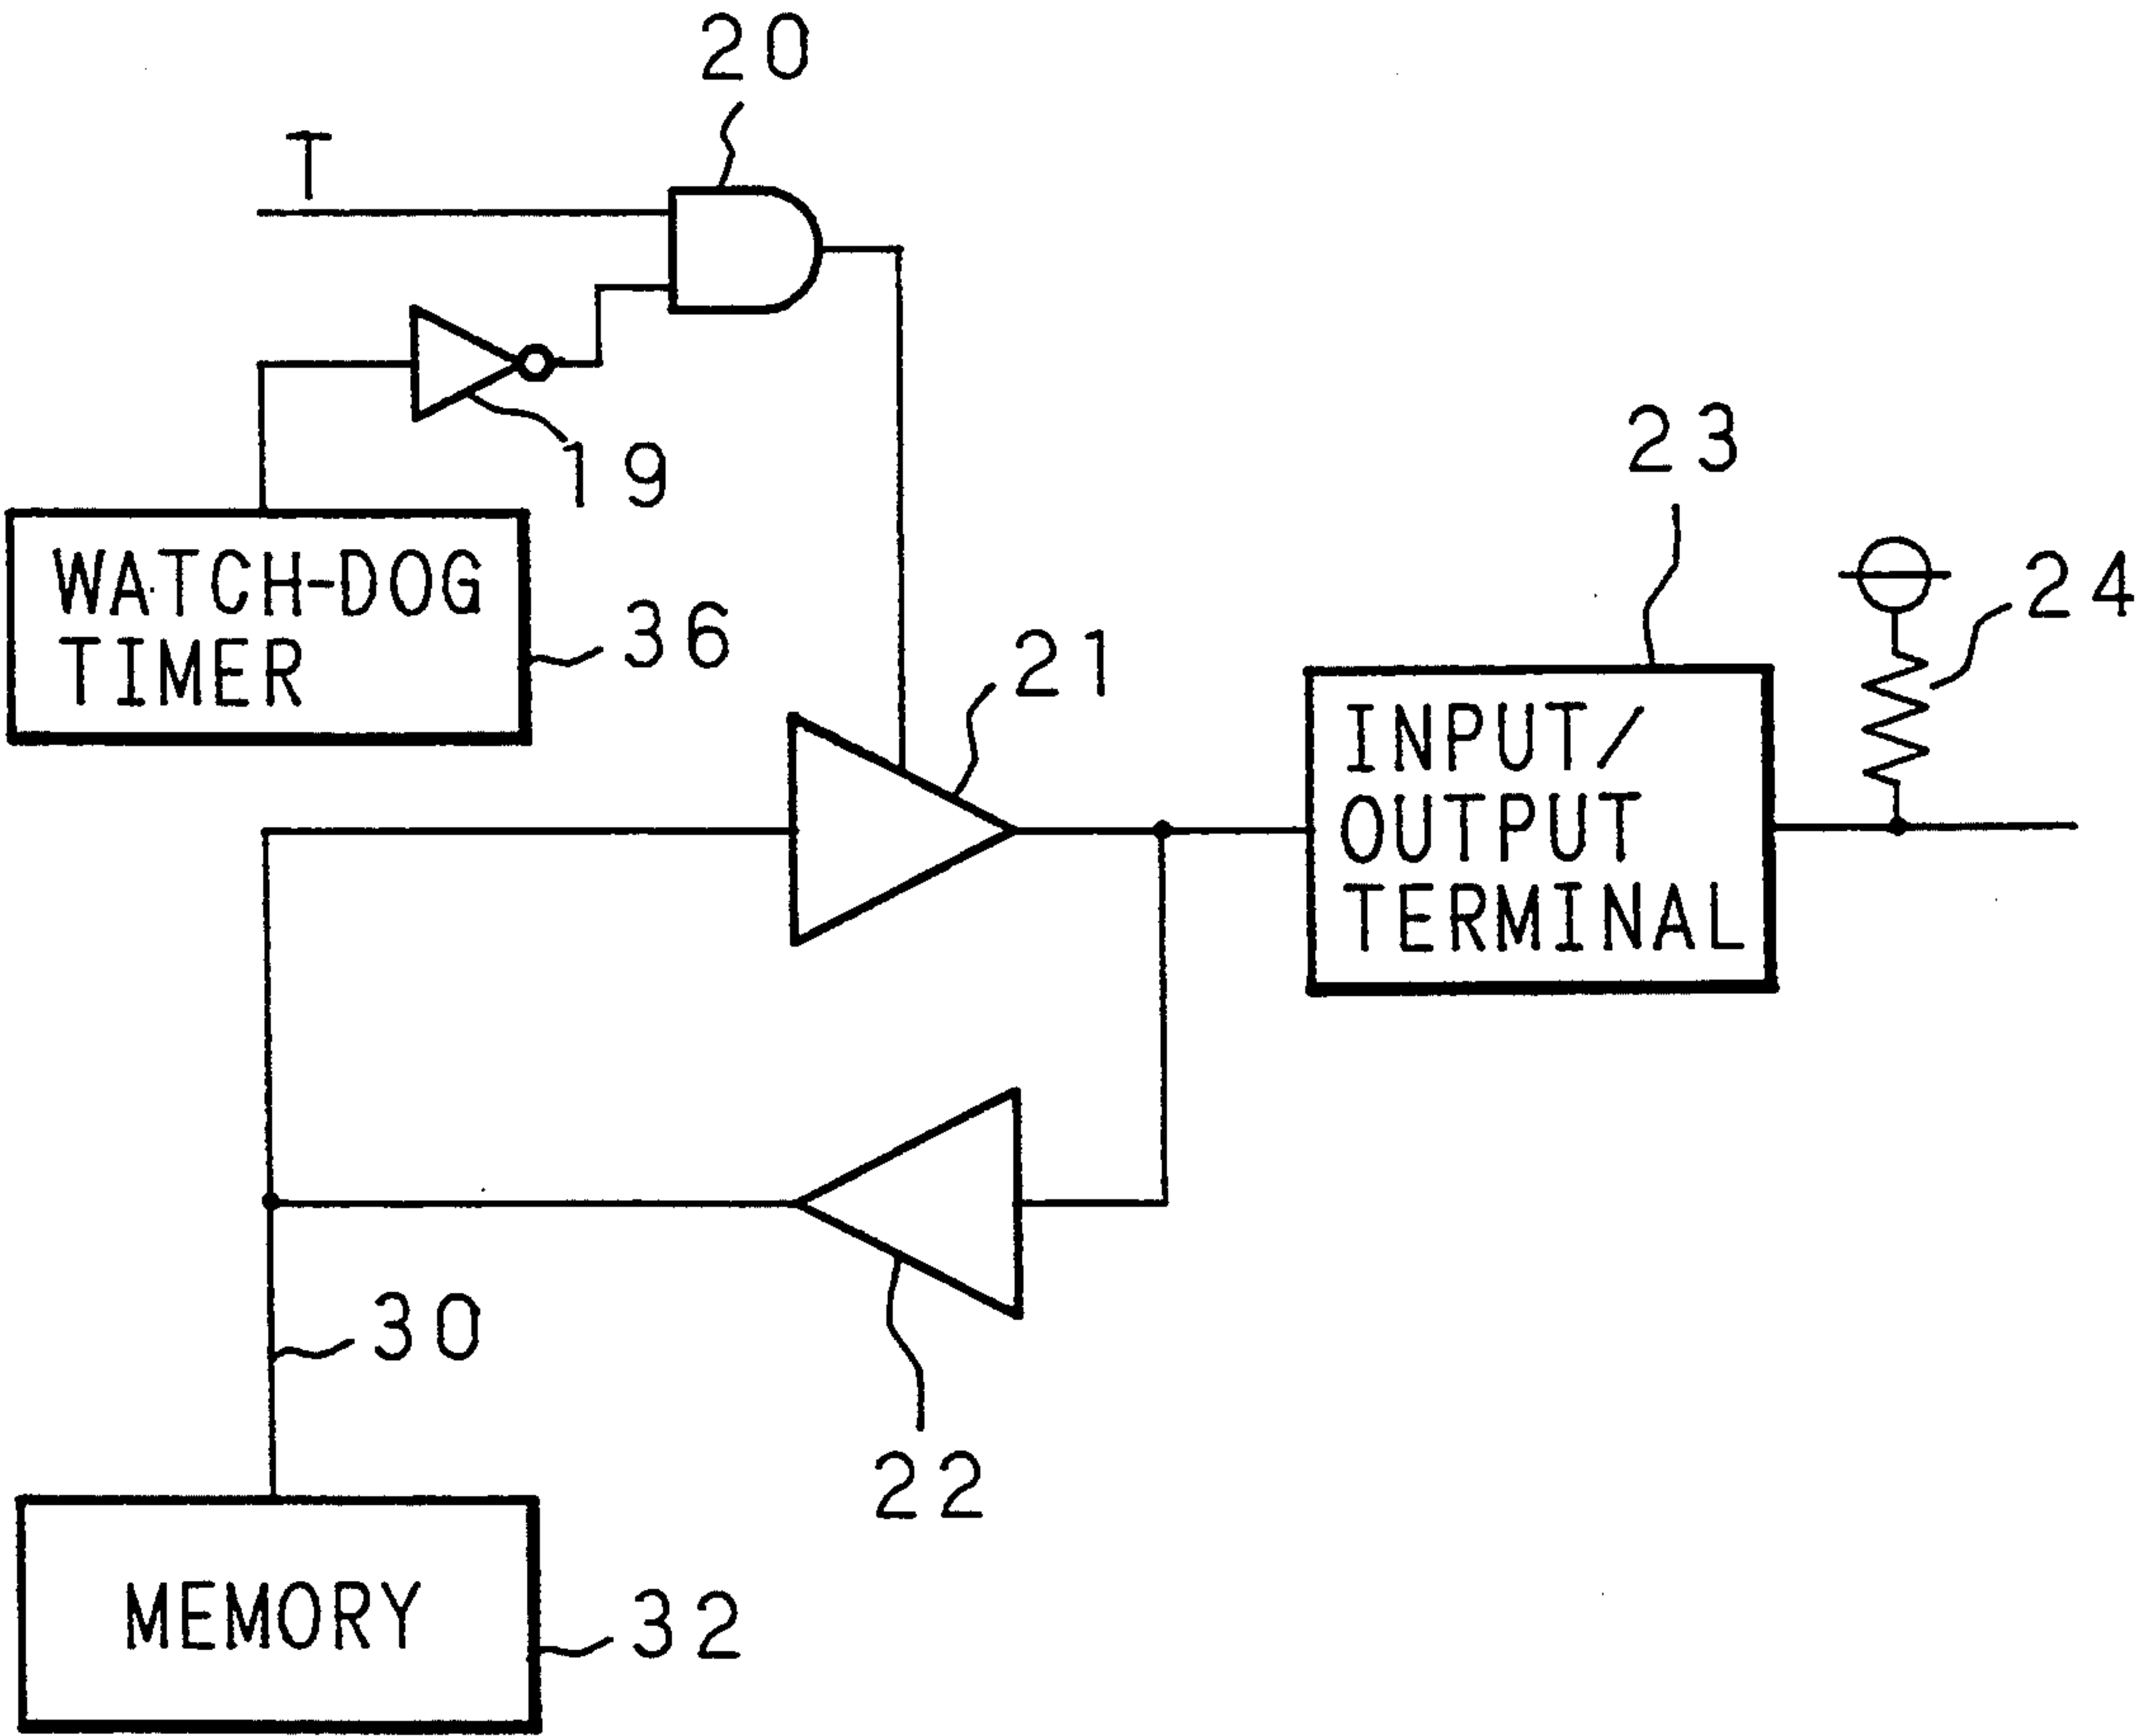 20
T
19
23
WATCH-DOG
TIMER
36
24
21
INPUT/
OUTPUT
TERMINAL
30
22
MEMORY
32